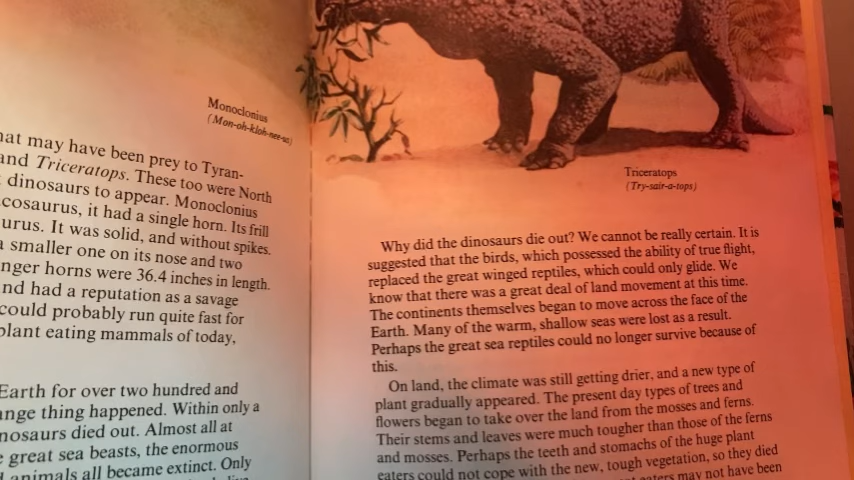 Monoclonius
(Mon-oh-kloh-nee-us)
hat may have been prey to Tyran-
and Triceratops. These too were North
dinosaurs to appear. Monoclonius
cosaurus, it had a single horn. Its frill
urus. It was solid, and without spikes.
a smaller one on its nose and two
nger horns were 36.4 inches in length.
nd had a reputation as a savage
could probably run quite fast for
plant eating mammals of today,
Earth for over two hundred and
ange thing happened. Within only a
nosaurs died out. Almost all at
great sea beasts, the enormous
animals all became extinct. Only
Triceratops
(Try-sair-a-tops)
Why did the dinosaurs die out? We cannot be really certain. It is
suggested that the birds, which possessed the ability of true flight,
replaced the great winged reptiles, which could only glide. We
know that there was a great deal of land movement at this time.
The continents themselves began to move across the face of the
Earth. Many of the warm, shallow seas were lost as a result.
Perhaps the great sea reptiles could no longer survive because of
this.
On land, the climate was still getting drier, and a new type of
plant gradually appeared. The present day types of trees and
flowers began to take over the land from the mosses and ferns.
Their stems and leaves were much tougher than those of the ferns
and mosses. Perhaps the teeth and stomachs of the huge plant
eaters could not cope with the new, tough vegetation, so they died
eaters may not have been